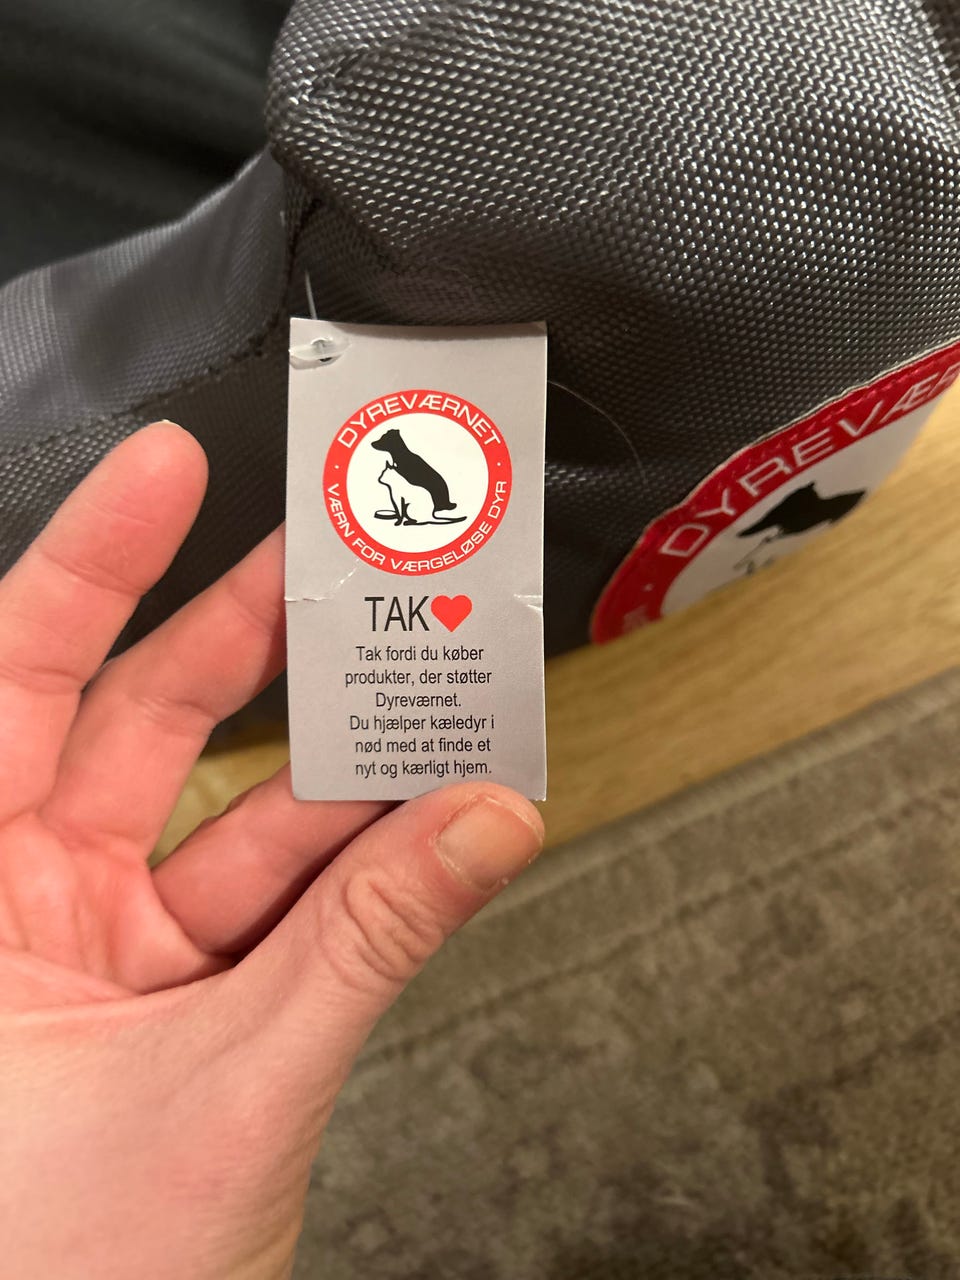 DYREVÆRNET
VÆRN FOR VÆRGELØSE DYR
TAK❤
Tak fordi du køber
produkter, der støtter
Dyreværnet.
Du hjælper kæledyr i
nød med at finde et
nyt og kærligt hjem.
DYREVÆ